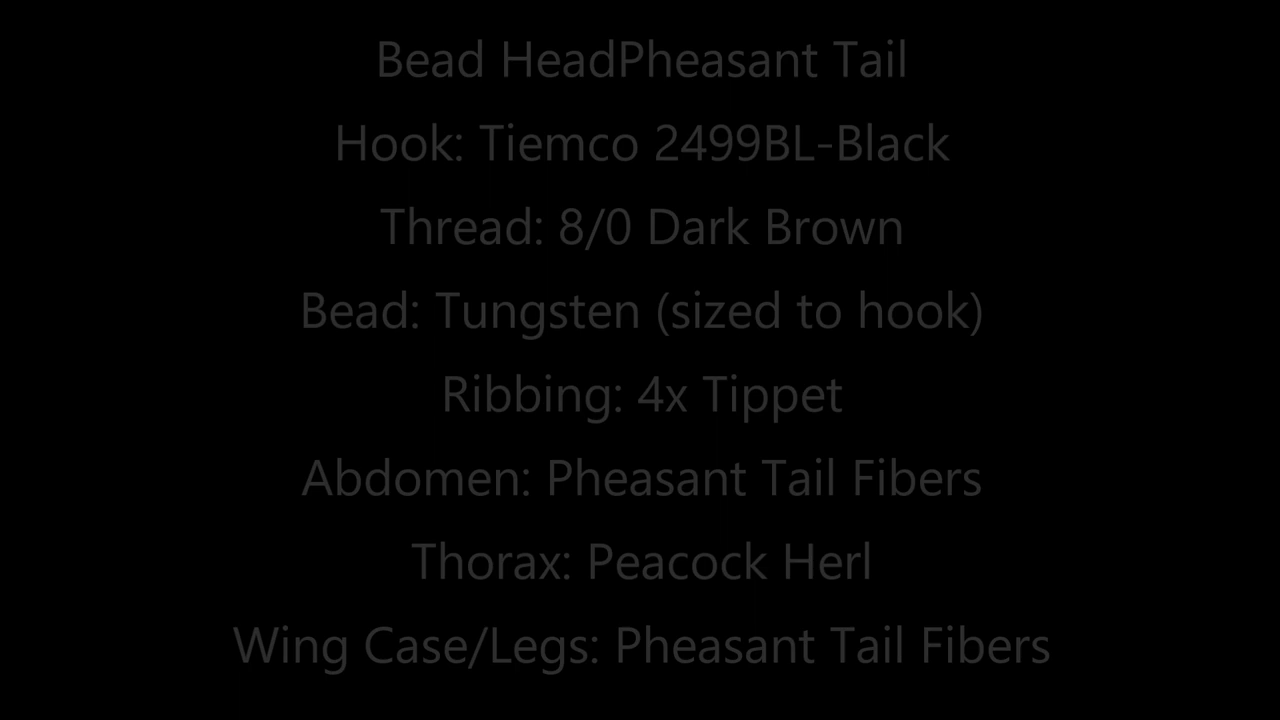 Bead HeadPheasant Tail
Hook: Tiemco 2499BL-Black
Thread: 8/0 Dark Brown
Bead: Tungsten (sized to hook)
Ribbing: 4x Tippet
Abdomen: Pheasant Tail Fibers
Thorax: Peacock Herl
Wing Case/Legs: Pheasant Tail Fibers